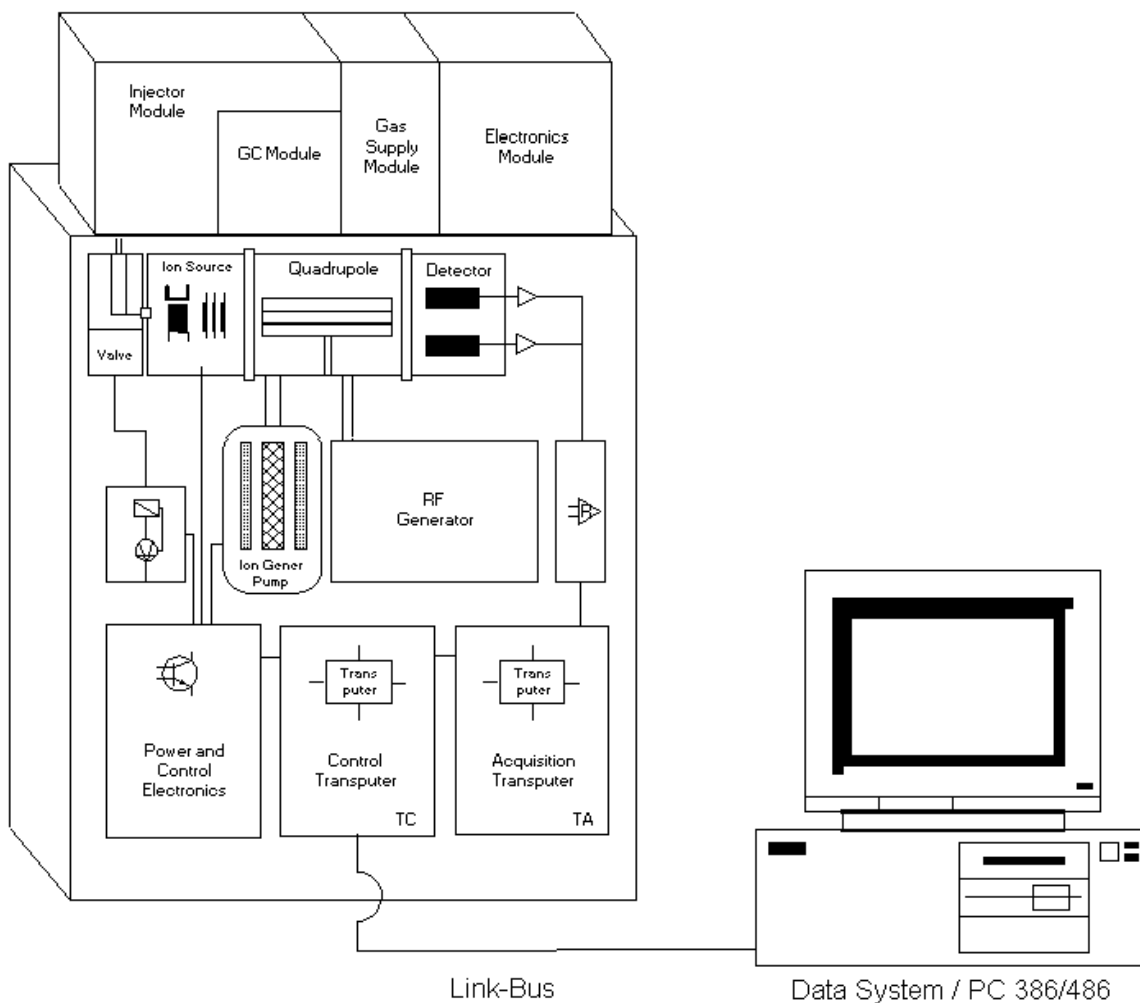 Injector
Module
GC Module
Gas
Supply
Module
Electronics
Module
Ion Source
Quadrupole
Detector
Valve
RF
Generator
R
Ion Gener
Pump
Trans
puter
Trans
puter
Power and
Control
Electronics
Control
Transputer
Acquisition
Transputer
TC
TA
Link-Bus
Data System / PC 386/486